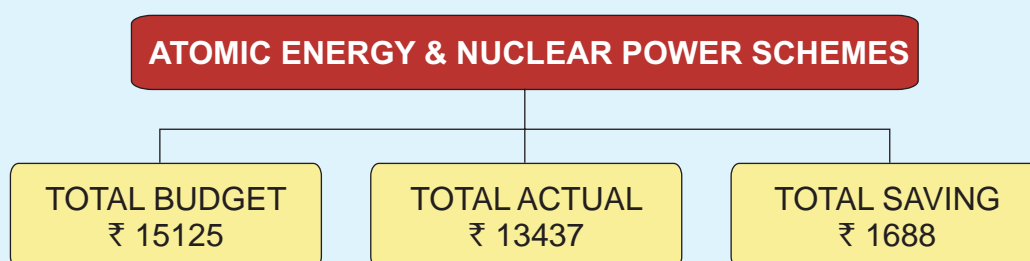 ATOMIC ENERGY & NUCLEAR POWER SCHEMES
TOTAL BUDGET
₹ 15125
TOTAL ACTUAL
₹ 13437
TOTAL SAVING
₹ 1688